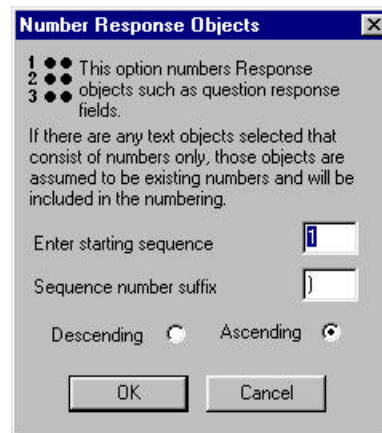 Number Response Objects
1
2
3
This option numbers Response
objects such as question response
fields.
If there are any text objects selected that
consist of numbers only, those objects are
assumed to be existing numbers and will be
included in the numbering.
Enter starting sequence 1
Sequence number suffix )
Descending Ascending
OK Cancel